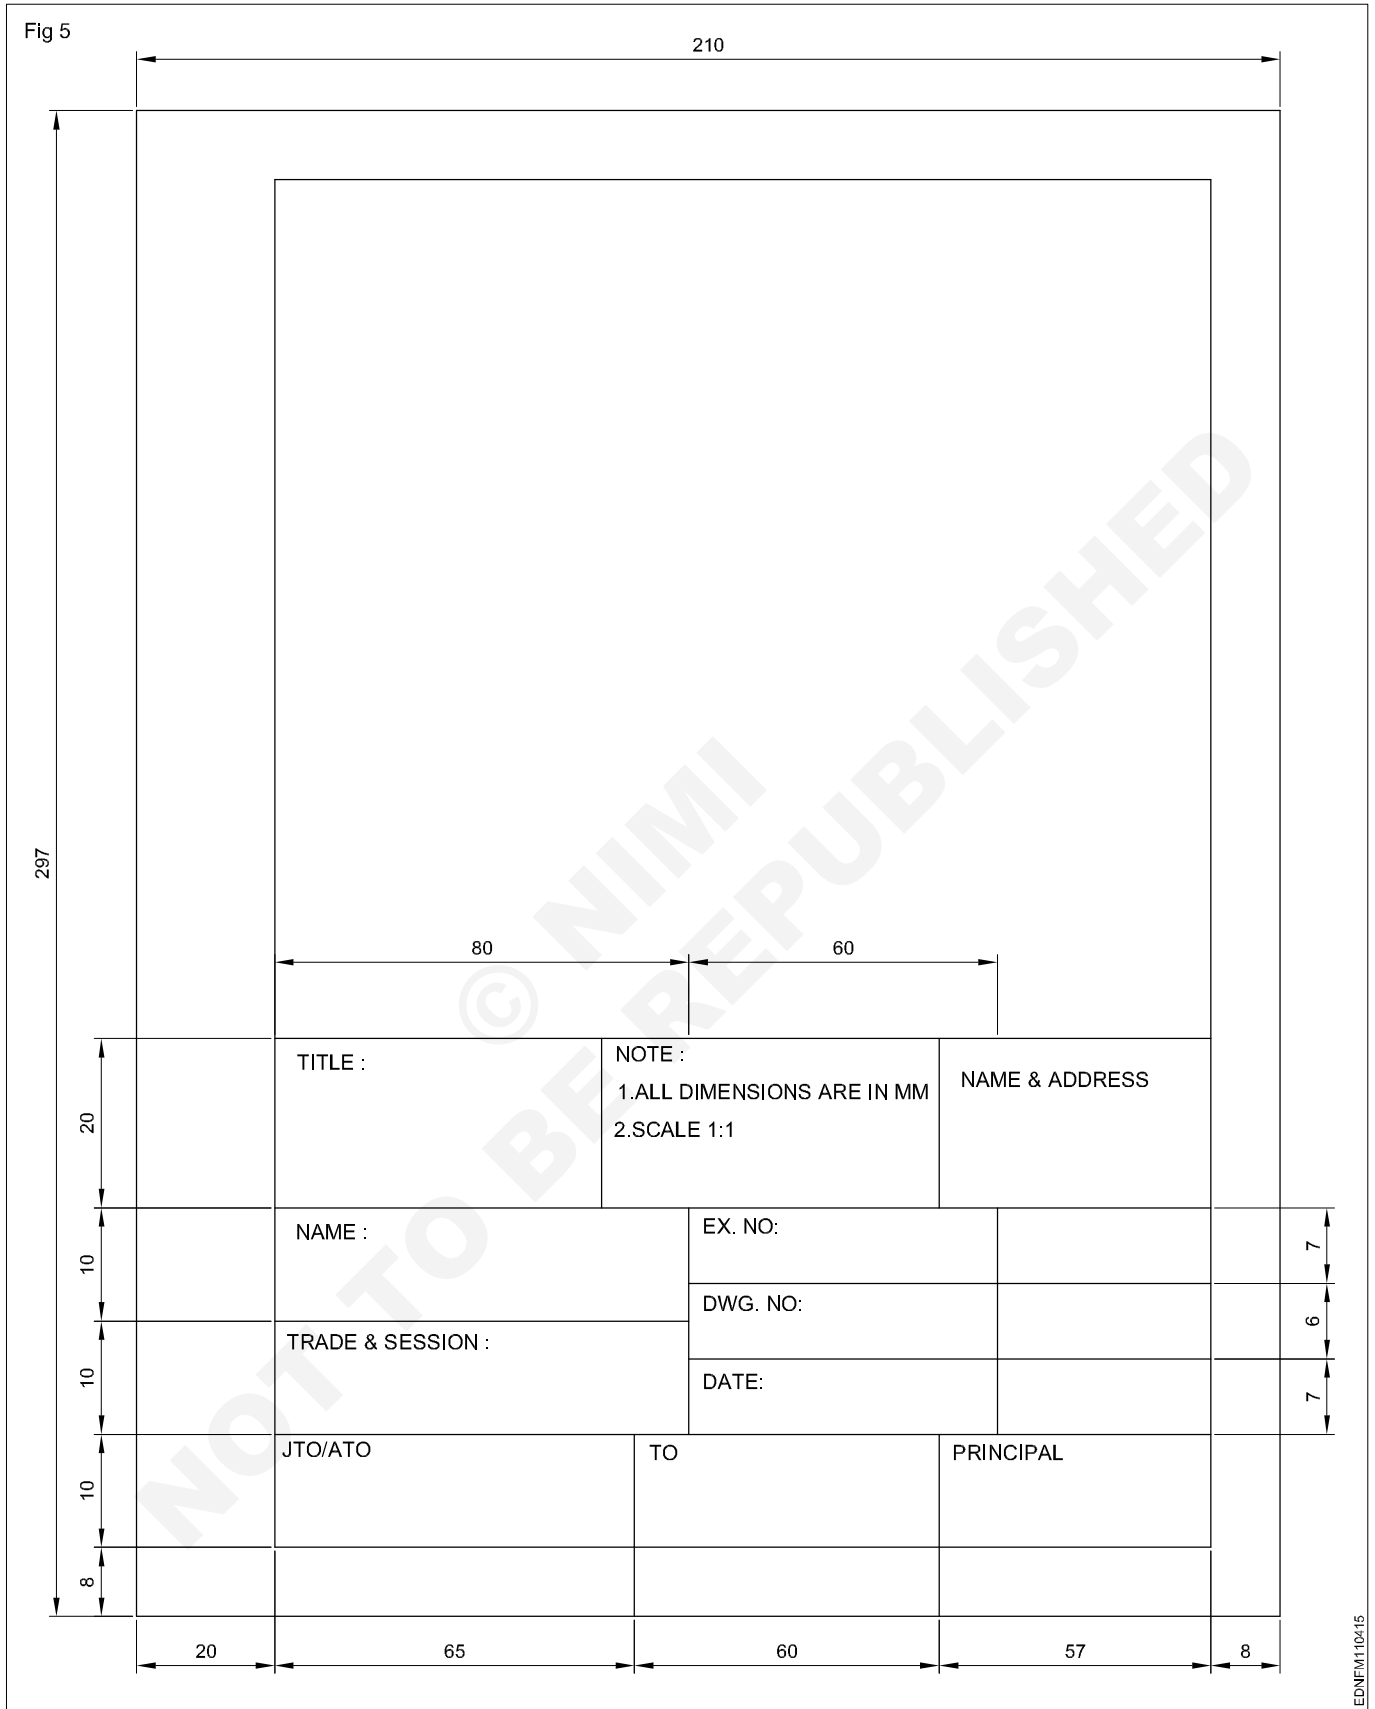 Fig 5
210
297
80
60
TITLE :
NOTE :
1.ALL DIMENSIONS ARE IN MM
2.SCALE 1:1
NAME & ADDRESS
20
NAME :
EX. NO:
10
7
DWG. NO:
6
TRADE & SESSION :
10
DATE:
7
JTO/ATO
TO
PRINCIPAL
10
8
20
65
60
57
8
EDNFM110415
© NIMI
NOT TO BE REPUBLISHED